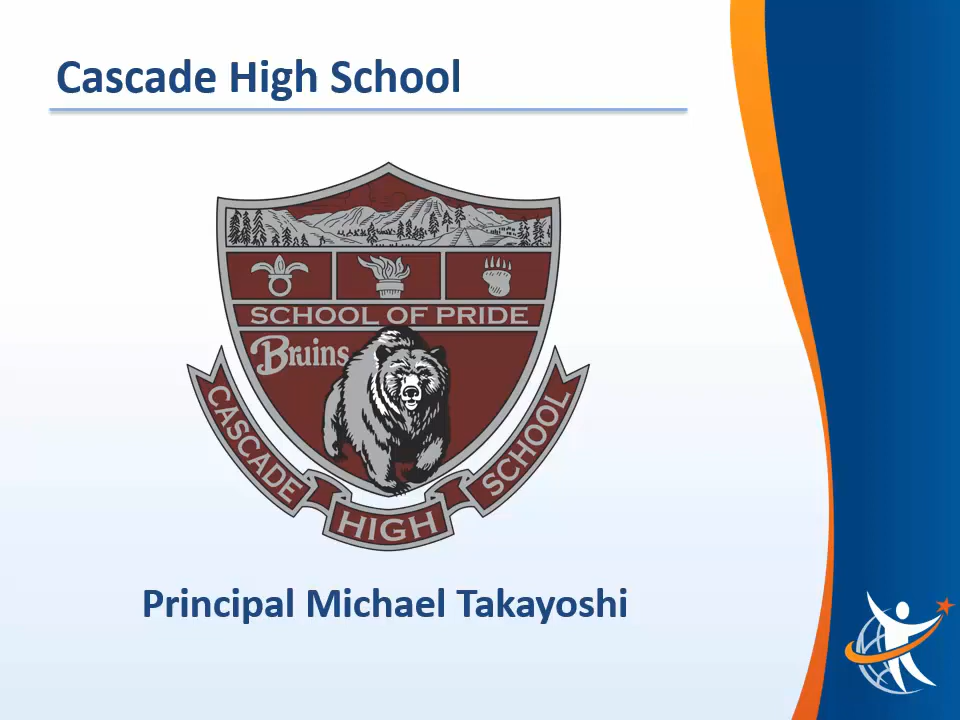 Cascade High School
SCHOOL OF PRIDE
Bruins
CASCADE
HIGH
SCHOOL
Principal Michael Takayoshi